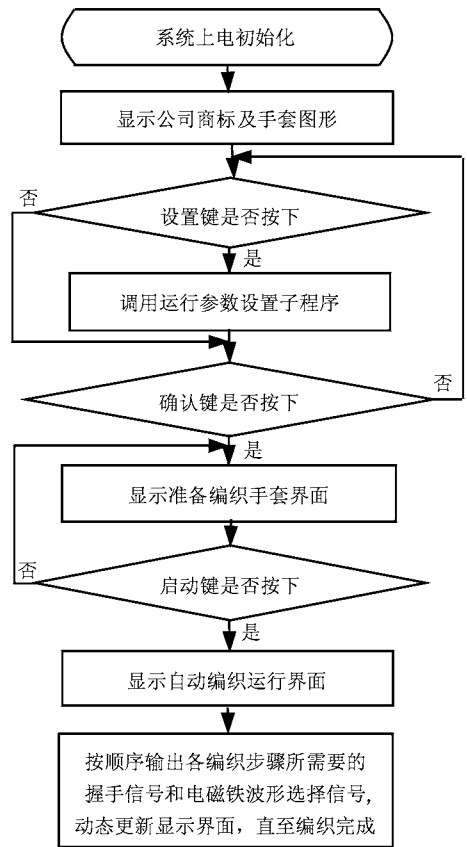 系统上电初始化
显示公司商标及手套图形
否
设置键是否按下
是
调用运行参数设置子程序
否
确认键是否按下
是
显示准备编织手套界面
否
启动键是否按下
是
显示自动编织运行界面
按顺序输出各编织步骤所需要的
握手信号和电磁铁波形选择信号,
动态更新显示界面，直至编织完成